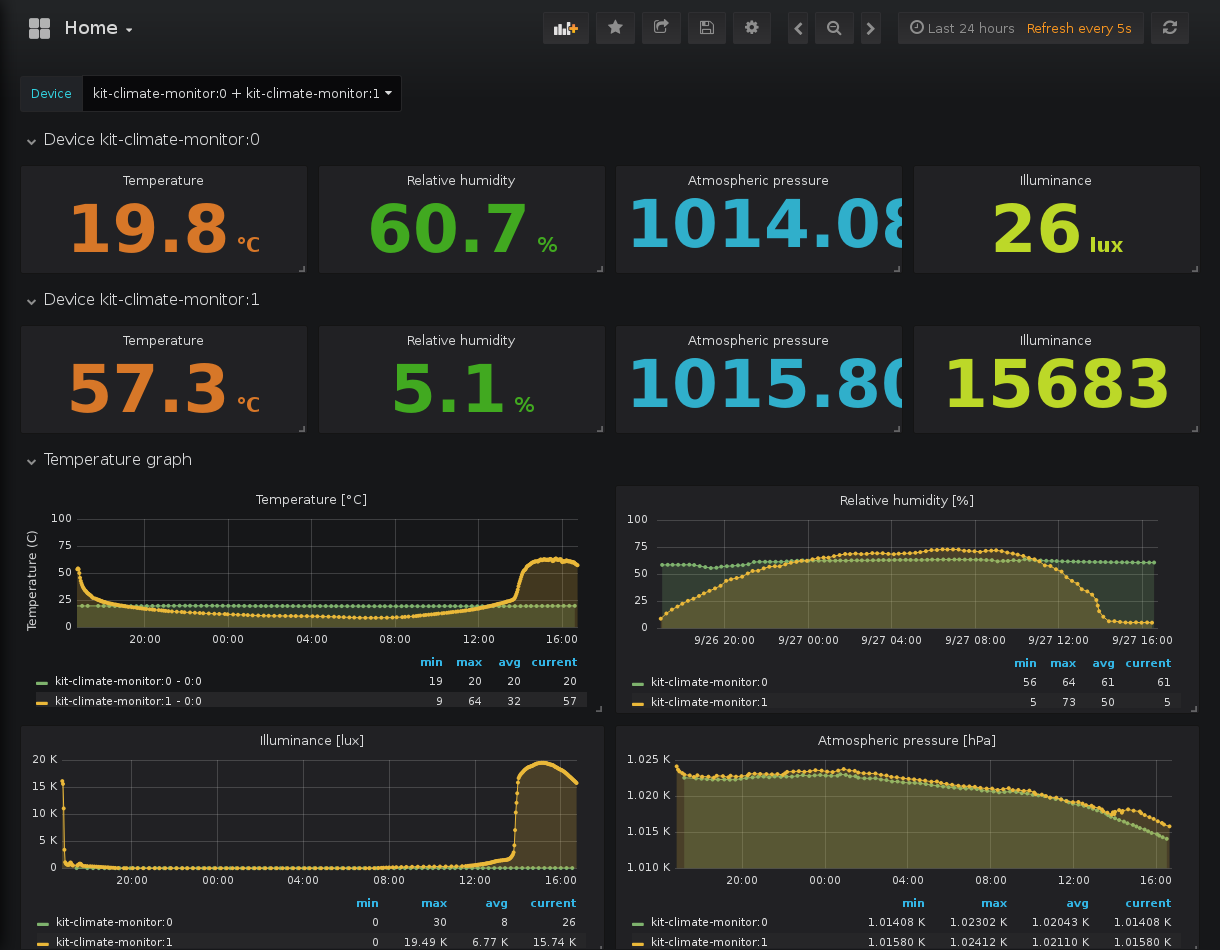 Home
Last 24 hours Refresh every 5s
Device kit-climate-monitor:0 + kit-climate-monitor:1
Device kit-climate-monitor:0
Temperature Relative humidity Atmospheric pressure Illuminance
19.8 °C 60.7 % 1014.08 26 lux
Device kit-climate-monitor:1
Temperature Relative humidity Atmospheric pressure Illuminance
57.3 °C 5.1 % 1015.80 15683
Temperature graph
Temperature [°C]
Temperature (C)
100
75
50
25
0
20:00 00:00 04:00 08:00 12:00 16:00
min max avg current
kit-climate-monitor:0 - 0:0 19 20 20 20
kit-climate-monitor:1 - 0:0 9 64 32 57
Relative humidity [%]
100
75
50
25
0
9/26 20:00 9/27 00:00 9/27 04:00 9/27 08:00 9/27 12:00 9/27 16:00
min max avg current
kit-climate-monitor:0 56 64 61 61
kit-climate-monitor:1 5 73 50 5
Illuminance [lux]
20 K
15 K
10 K
5 K
0
20:00 00:00 04:00 08:00 12:00 16:00
min max avg current
kit-climate-monitor:0 0 30 8 26
kit-climate-monitor:1 0 19.49 K 6.77 K 15.74 K
Atmospheric pressure [hPa]
1.025 K
1.020 K
1.015 K
1.010 K
20:00 00:00 04:00 08:00 12:00 16:00
min max avg current
kit-climate-monitor:0 1.01408 K 1.02302 K 1.02043 K 1.01408 K
kit-climate-monitor:1 1.01580 K 1.02412 K 1.02110 K 1.01580 K